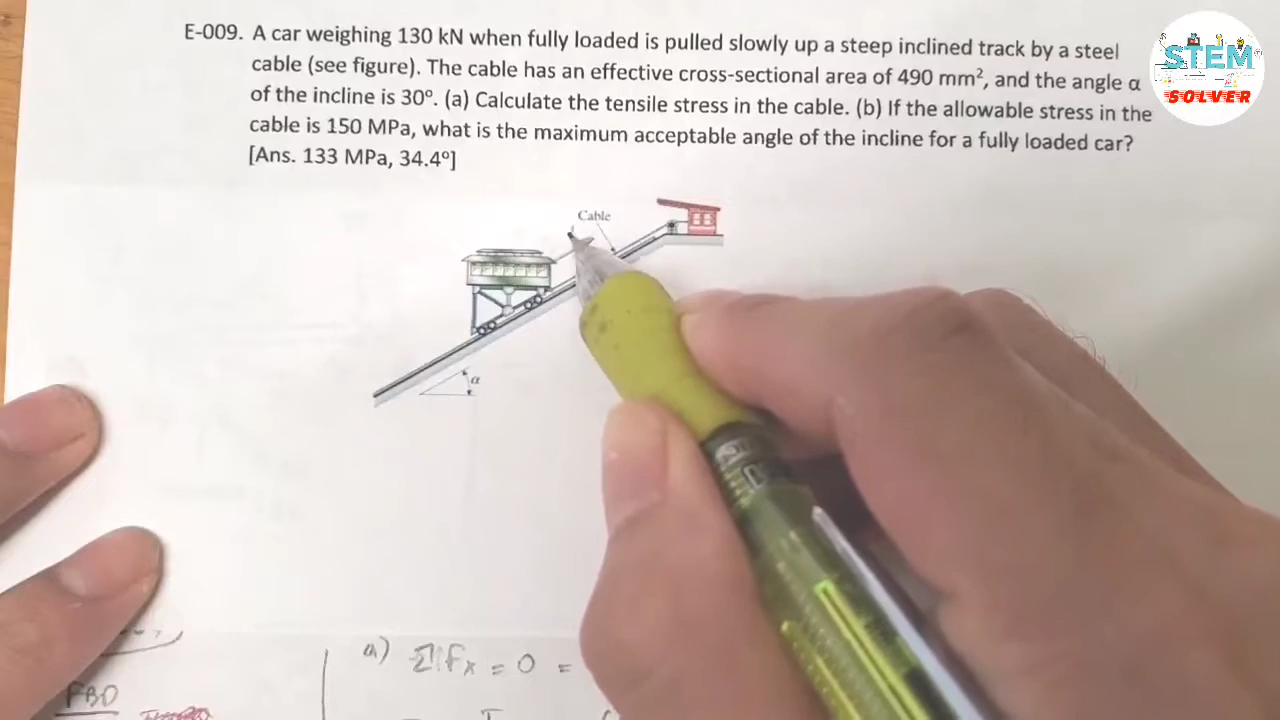 E-009. A car weighing 130 kN when fully loaded is pulled slowly up a steep inclined track by a steel
cable (see figure). The cable has an effective cross-sectional area of 490 mm², and the angle α
of the incline is 30º. (a) Calculate the tensile stress in the cable. (b) If the allowable stress in the
cable is 150 MPa, what is the maximum acceptable angle of the incline for a fully loaded car?
[Ans. 133 MPa, 34.4º]
STEM
SOLVER
Cable
α
a) ΣFx = 0 =
FBD